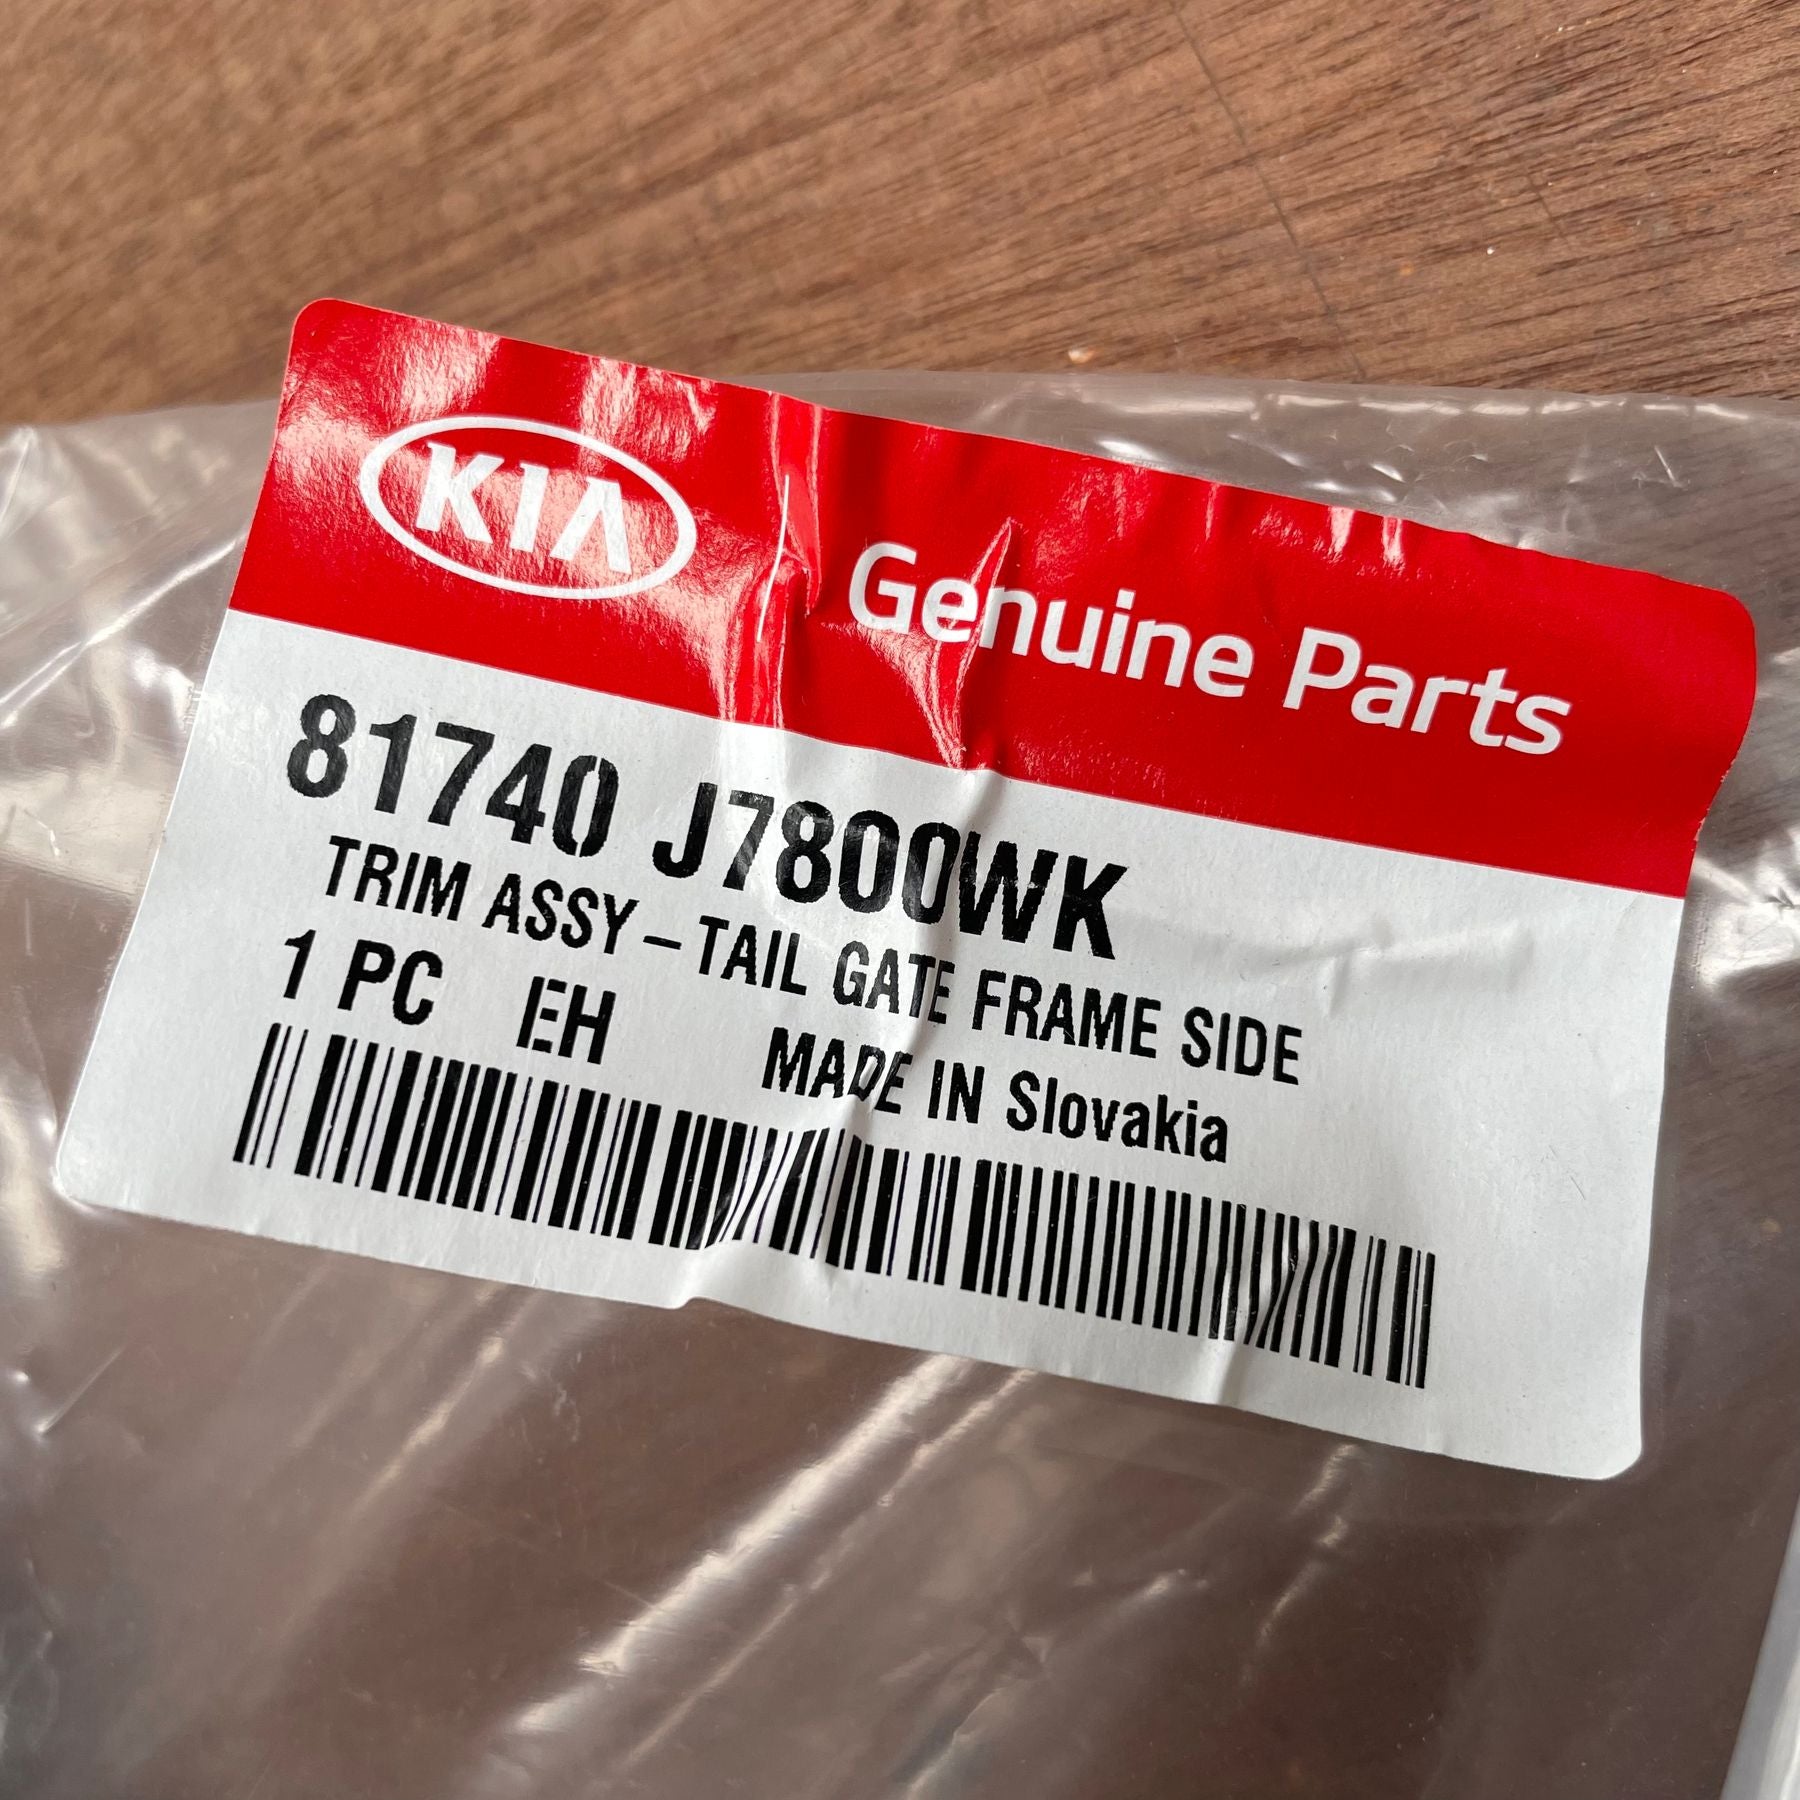 KIA
Genuine Parts
81740 J7800WK
TRIM ASSY – TAIL GATE FRAME SIDE
1 PC EH
MADE IN Slovakia